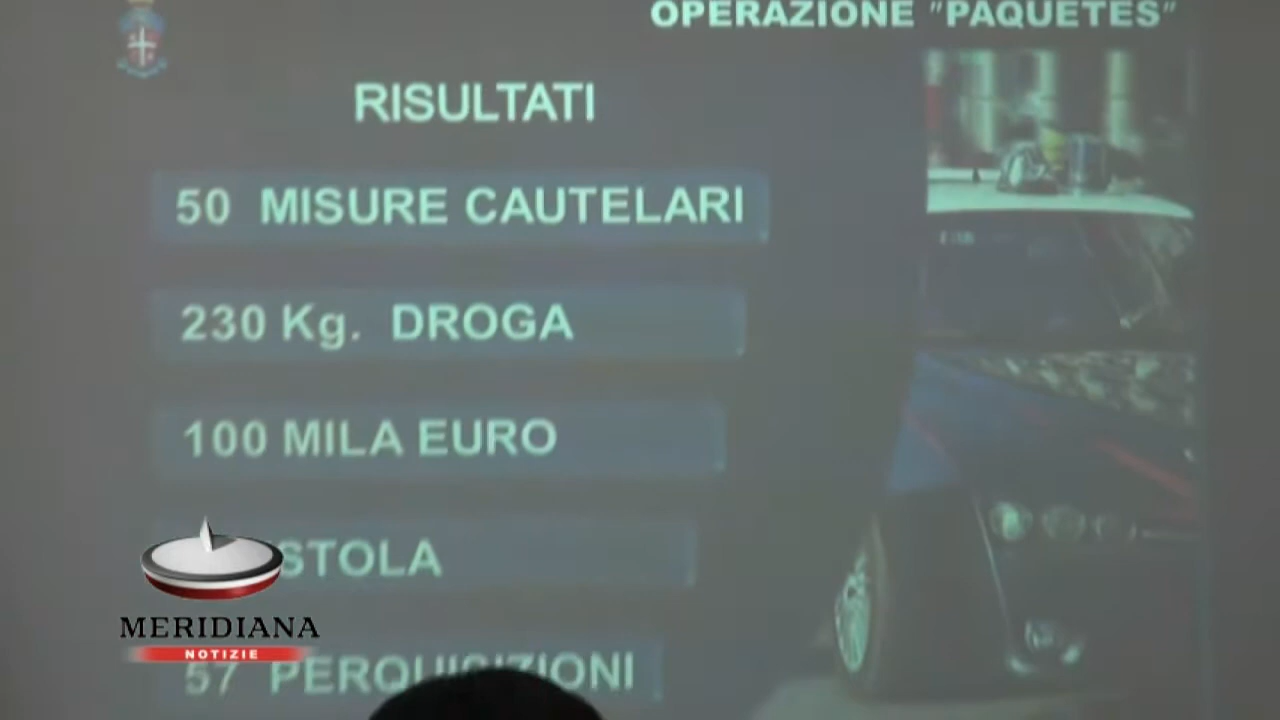 OPERAZIONE "PAQUETES"
RISULTATI
50 MISURE CAUTELARI
230 Kg. DROGA
100 MILA EURO
STOLA
57 PERQUISIZIONI
MERIDIANA
NOTIZIE